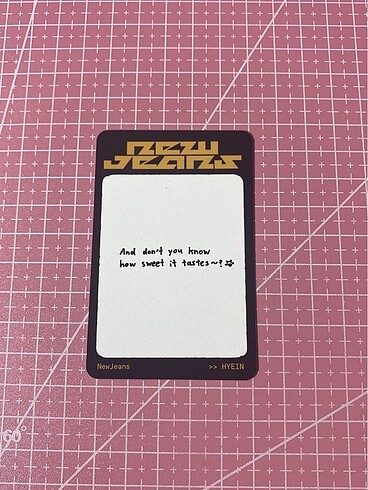 New
Jeans
And don't you know
how sweet it tastes~? ☆
NewJeans >> HYEIN
60°